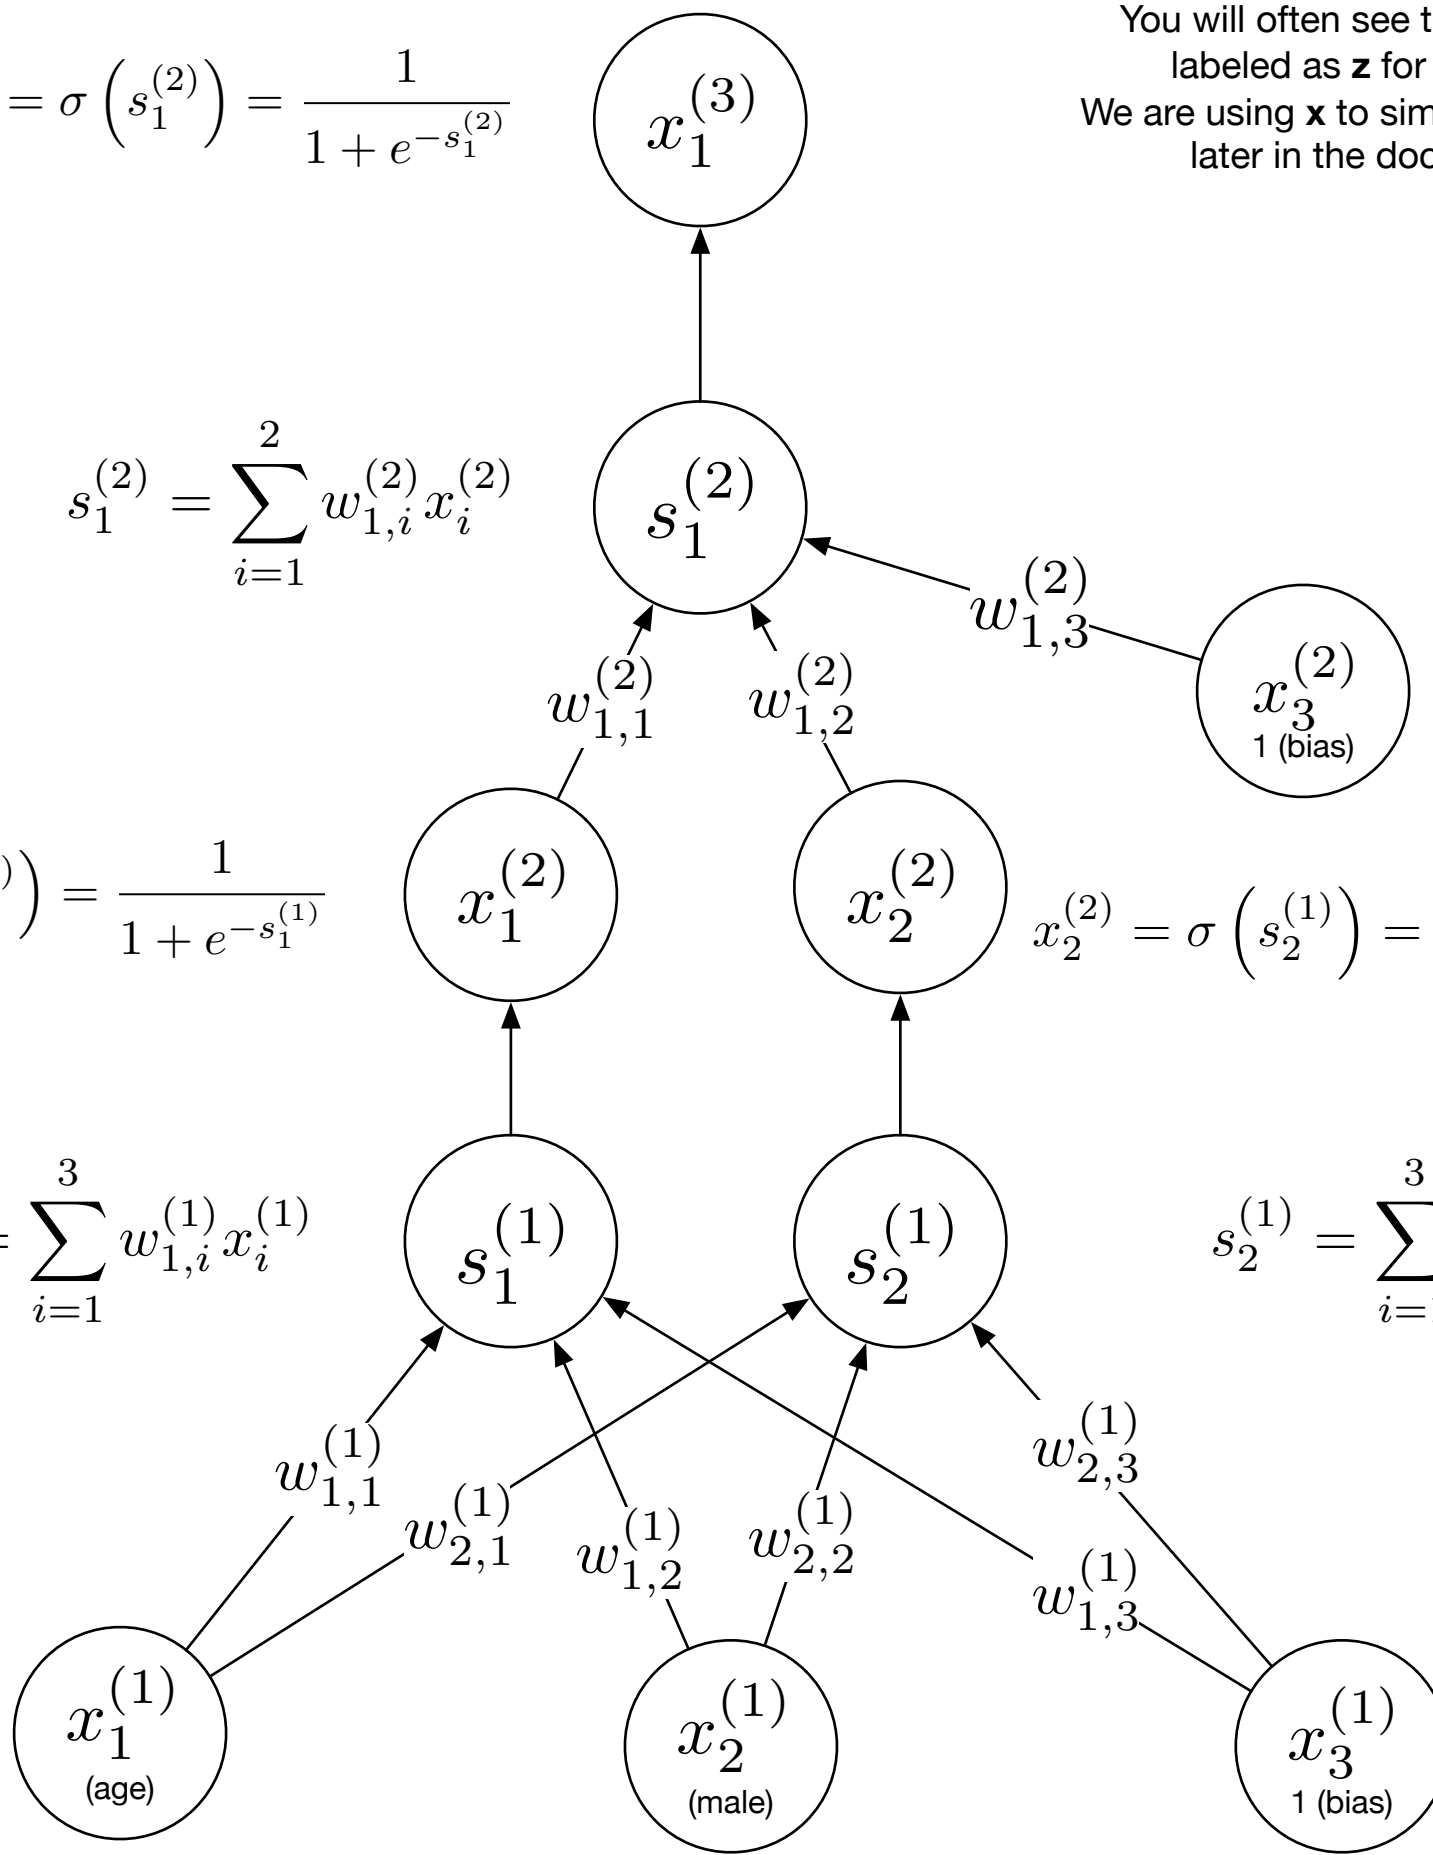 You will often see t
labeled as z for
We are using x to sim
later in the doc
= σ(s_1^{(2)}) = 1 / (1 + e^{-s_1^{(2)}})
x_1^{(3)}
s_1^{(2)} = \sum_{i=1}^{2} w_{1,i}^{(2)} x_i^{(2)}
s_1^{(2)}
w_{1,3}^{(2)}
w_{1,1}^{(2)}
w_{1,2}^{(2)}
x_3^{(2)}
1 (bias)
)) = 1 / (1 + e^{-s_1^{(1)}})
x_1^{(2)}
x_2^{(2)}
x_2^{(2)} = σ(s_2^{(1)}) =
= \sum_{i=1}^{3} w_{1,i}^{(1)} x_i^{(1)}
s_1^{(1)}
s_2^{(1)}
s_2^{(1)} = \sum_{i=1}^{3}
w_{1,1}^{(1)}
w_{2,1}^{(1)}
w_{1,2}^{(1)}
w_{2,2}^{(1)}
w_{2,3}^{(1)}
w_{1,3}^{(1)}
x_1^{(1)}
(age)
x_2^{(1)}
(male)
x_3^{(1)}
1 (bias)